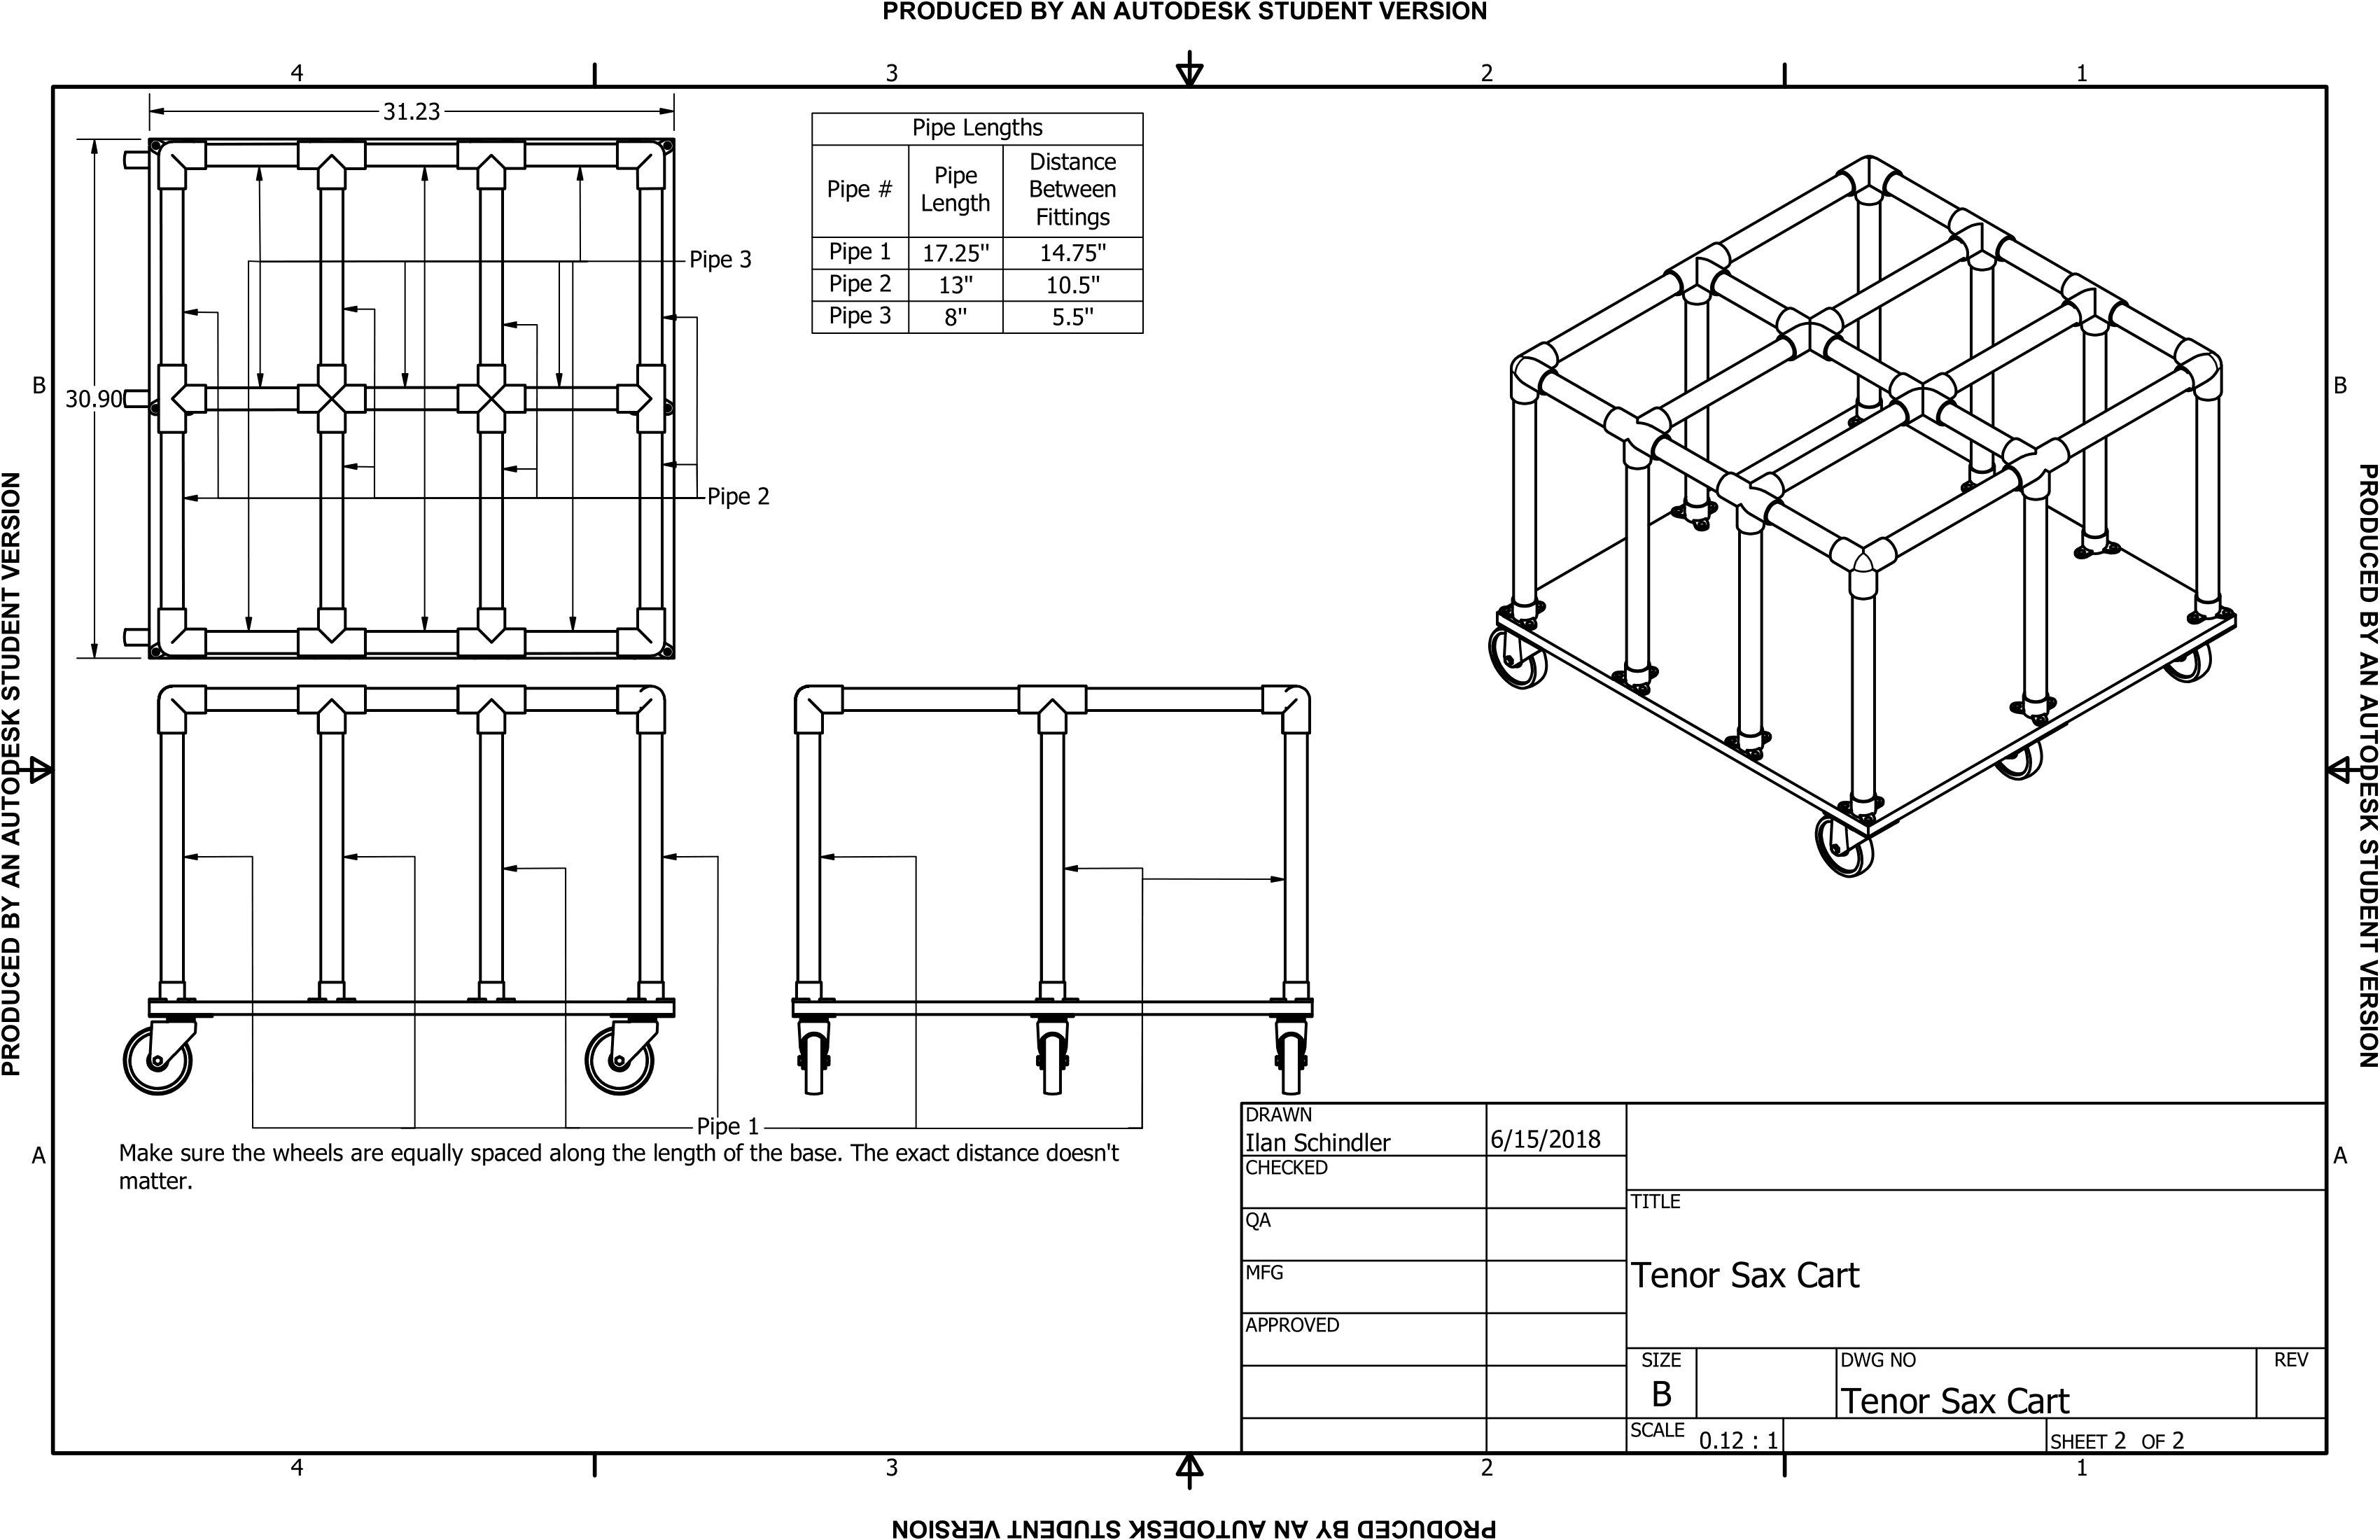 PRODUCED BY AN AUTODESK STUDENT VERSION
4
3
2
1
31.23
30.90
Pipe 3
Pipe 2
Pipe Lengths
Pipe #
Pipe Length
Distance Between Fittings
Pipe 1 17.25" 14.75"
Pipe 2 13" 10.5"
Pipe 3 8" 5.5"
B
B
PRODUCED BY AN AUTODESK STUDENT VERSION
PRODUCED BY AN AUTODESK STUDENT VERSION
Pipe 1
Make sure the wheels are equally spaced along the length of the base. The exact distance doesn't
matter.
A
A
DRAWN
Ilan Schindler 6/15/2018
CHECKED
QA
MFG
APPROVED
TITLE
Tenor Sax Cart
SIZE
B
DWG NO
Tenor Sax Cart
REV
SCALE 0.12 : 1
SHEET 2 OF 2
4
3
2
1
PRODUCED BY AN AUTODESK STUDENT VERSION